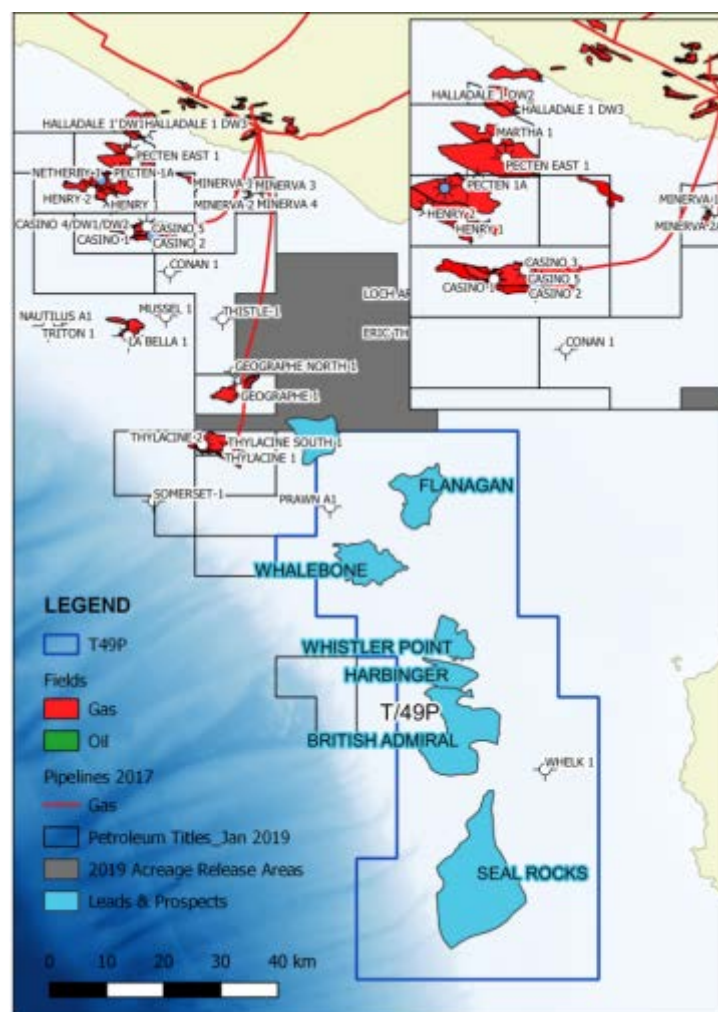 HALLADALE 1 DW1
HALLADALE 1 DW3
PECTEN EAST 1
NETHERBY 1
PECTEN 1A
HENRY 2
HENRY 1
MINERVA 1
MINERVA 3
MINERVA 2
MINERVA 4
CASINO 4/DW1/DW2
CASINO 5
CASINO 1
CASINO 2
CONAN 1
NAUTILUS A1
MUSSEL 1
THISTLE-1
TRITON 1
LA BELLA 1
LOCH
ERIC
GEOGRAPHE NORTH 1
GEOGRAPHE-1
THYLACINE-2
THYLACINE SOUTH 1
THYLACINE 1
SOMERSET-1
PRAWN A1
FLANAGAN
WHALEBONE
WHISTLER POINT
HARBINGER
T/49P
BRITISH ADMIRAL
WHELK 1
SEAL ROCKS
HALLADALE 1 DW2
HALLADALE 1 DW3
MARTHA 1
PECTEN EAST 1
PECTEN 1A
HENRY 2
HENRY 1
MINERVA-1
MINERVA-2A
CASINO 3
CASINO 5
CASINO-1
CASINO 2
CONAN 1
LEGEND
T49P
Fields
Gas
Oil
Pipelines 2017
Gas
Petroleum Titles_Jan 2019
2019 Acreage Release Areas
Leads & Prospects
0 10 20 30 40 km